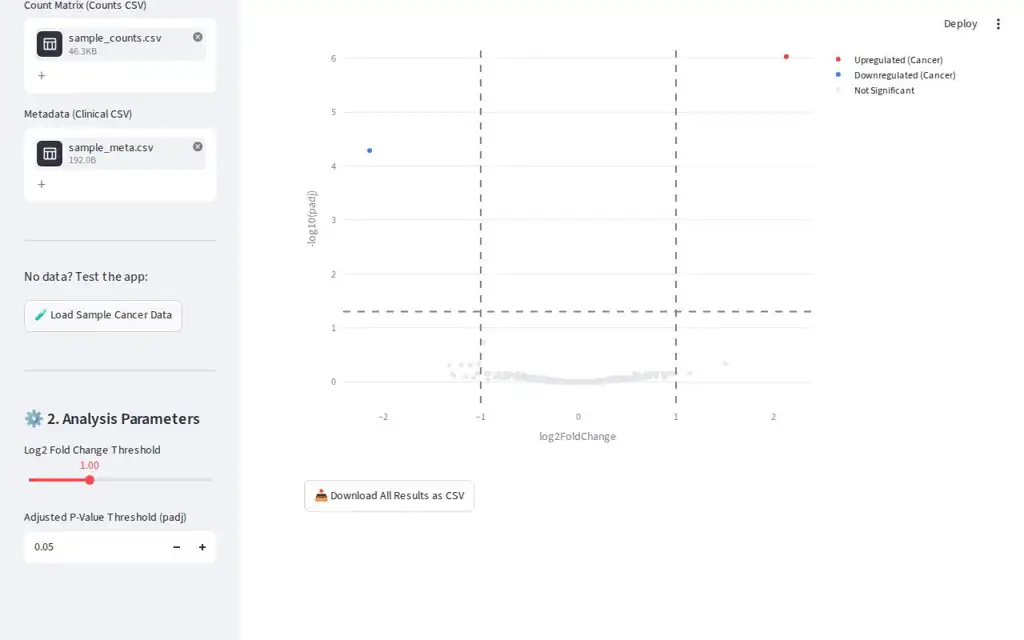 Count Matrix (Counts CSV)
sample_counts.csv
46.3KB
+
Metadata (Clinical CSV)
sample_meta.csv
192.0B
+
No data? Test the app:
Load Sample Cancer Data
2. Analysis Parameters
Log2 Fold Change Threshold
1.00
Adjusted P-Value Threshold (padj)
0.05
− +
Deploy
Upregulated (Cancer)
Downregulated (Cancer)
Not Significant
6
5
4
3
2
1
0
-log10(padj)
−2 −1 0 1 2
log2FoldChange
Download All Results as CSV